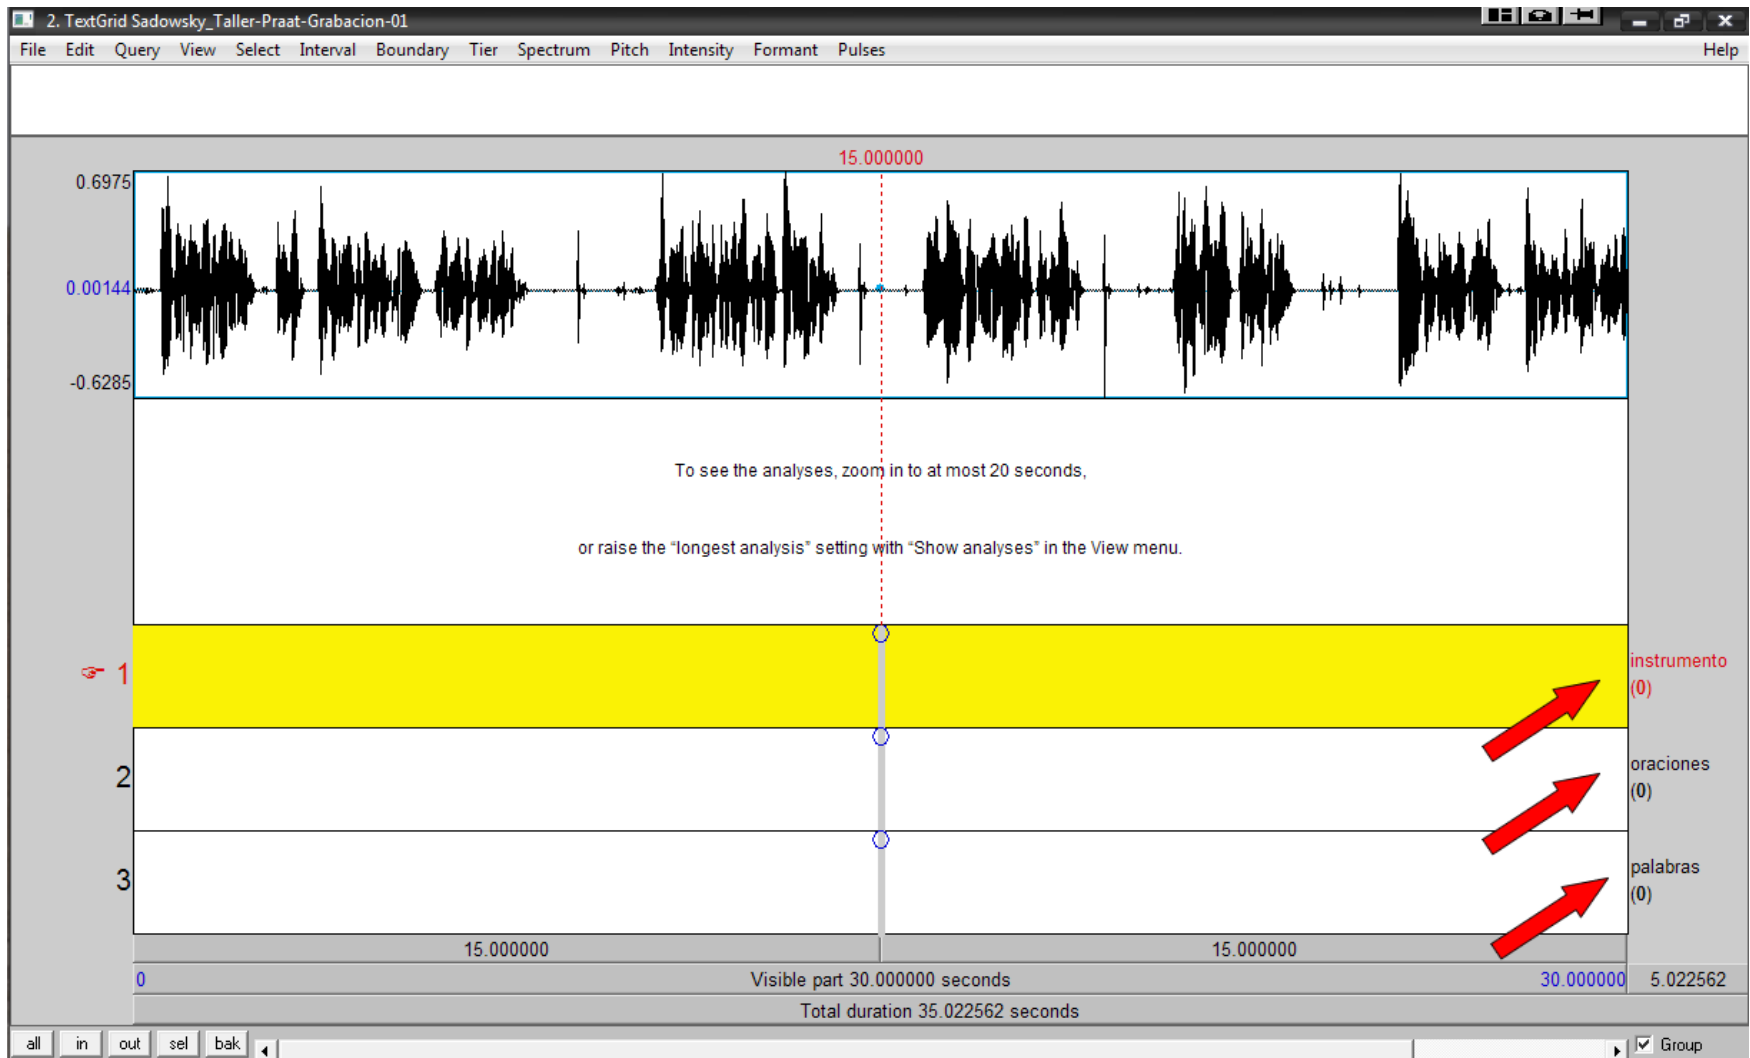 2. TextGrid Sadowsky_Taller-Praat-Grabacion-01
File Edit Query View Select Interval Boundary Tier Spectrum Pitch Intensity Formant Pulses Help
15.000000
0.6975
0.00144
-0.6285
To see the analyses, zoom in to at most 20 seconds,
or raise the “longest analysis” setting with “Show analyses” in the View menu.
☞ 1 instrumento
(0)
2 oraciones
(0)
3 palabras
(0)
15.000000 15.000000
0 Visible part 30.000000 seconds 30.000000 5.022562
Total duration 35.022562 seconds
all in out sel bak Group